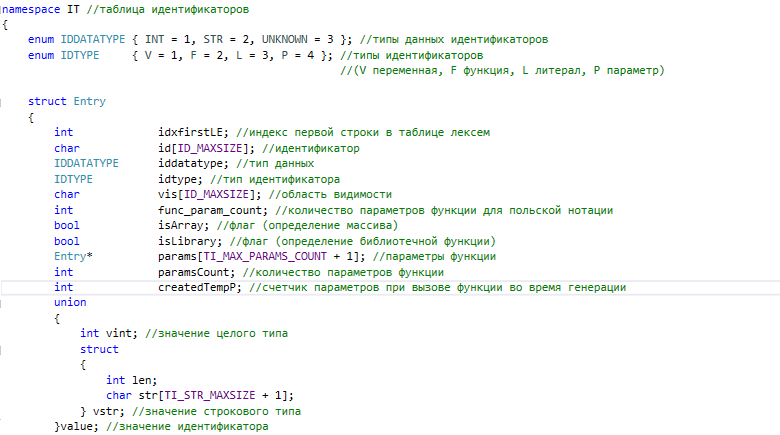 namespace IT //таблица идентификаторов
{
enum IDDATATYPE { INT = 1, STR = 2, UNKNOWN = 3 }; //типы данных идентификаторов
enum IDTYPE { V = 1, F = 2, L = 3, P = 4 }; //типы идентификаторов
//(V переменная, F функция, L литерал, P параметр)
struct Entry
{
int idxfirstLE; //индекс первой строки в таблице лексем
char id[ID_MAXSIZE]; //идентификатор
IDDATATYPE iddatatype; //тип данных
IDTYPE idtype; //тип идентификатора
char vis[ID_MAXSIZE]; //область видимости
int func_param_count; //количество параметров функции для польской нотации
bool isArray; //флаг (определение массива)
bool isLibrary; //флаг (определение библиотечной функции)
Entry* params[TI_MAX_PARAMS_COUNT + 1]; //параметры функции
int paramsCount; //количество параметров функции
int createdTempP; //счетчик параметров при вызове функции во время генерации
union
{
int vint; //значение целого типа
struct
{
int len;
char str[TI_STR_MAXSIZE + 1];
} vstr; //значение строкового типа
}value; //значение идентификатора